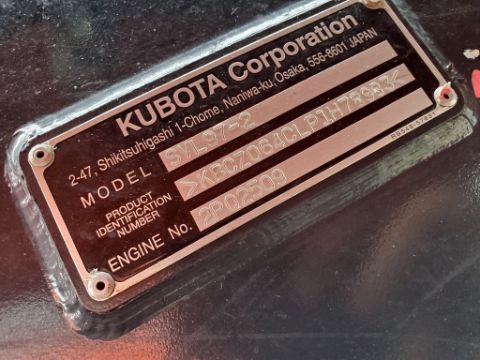 KUBOTA Corporation
2-47, Shikitsuhigashi 1-Chome, Naniwa-ku, Osaka, 556-8601 JAPAN
MODEL SVL97-2
PRODUCT
IDENTIFICATION
NUMBER
ENGINE No. 2P02509